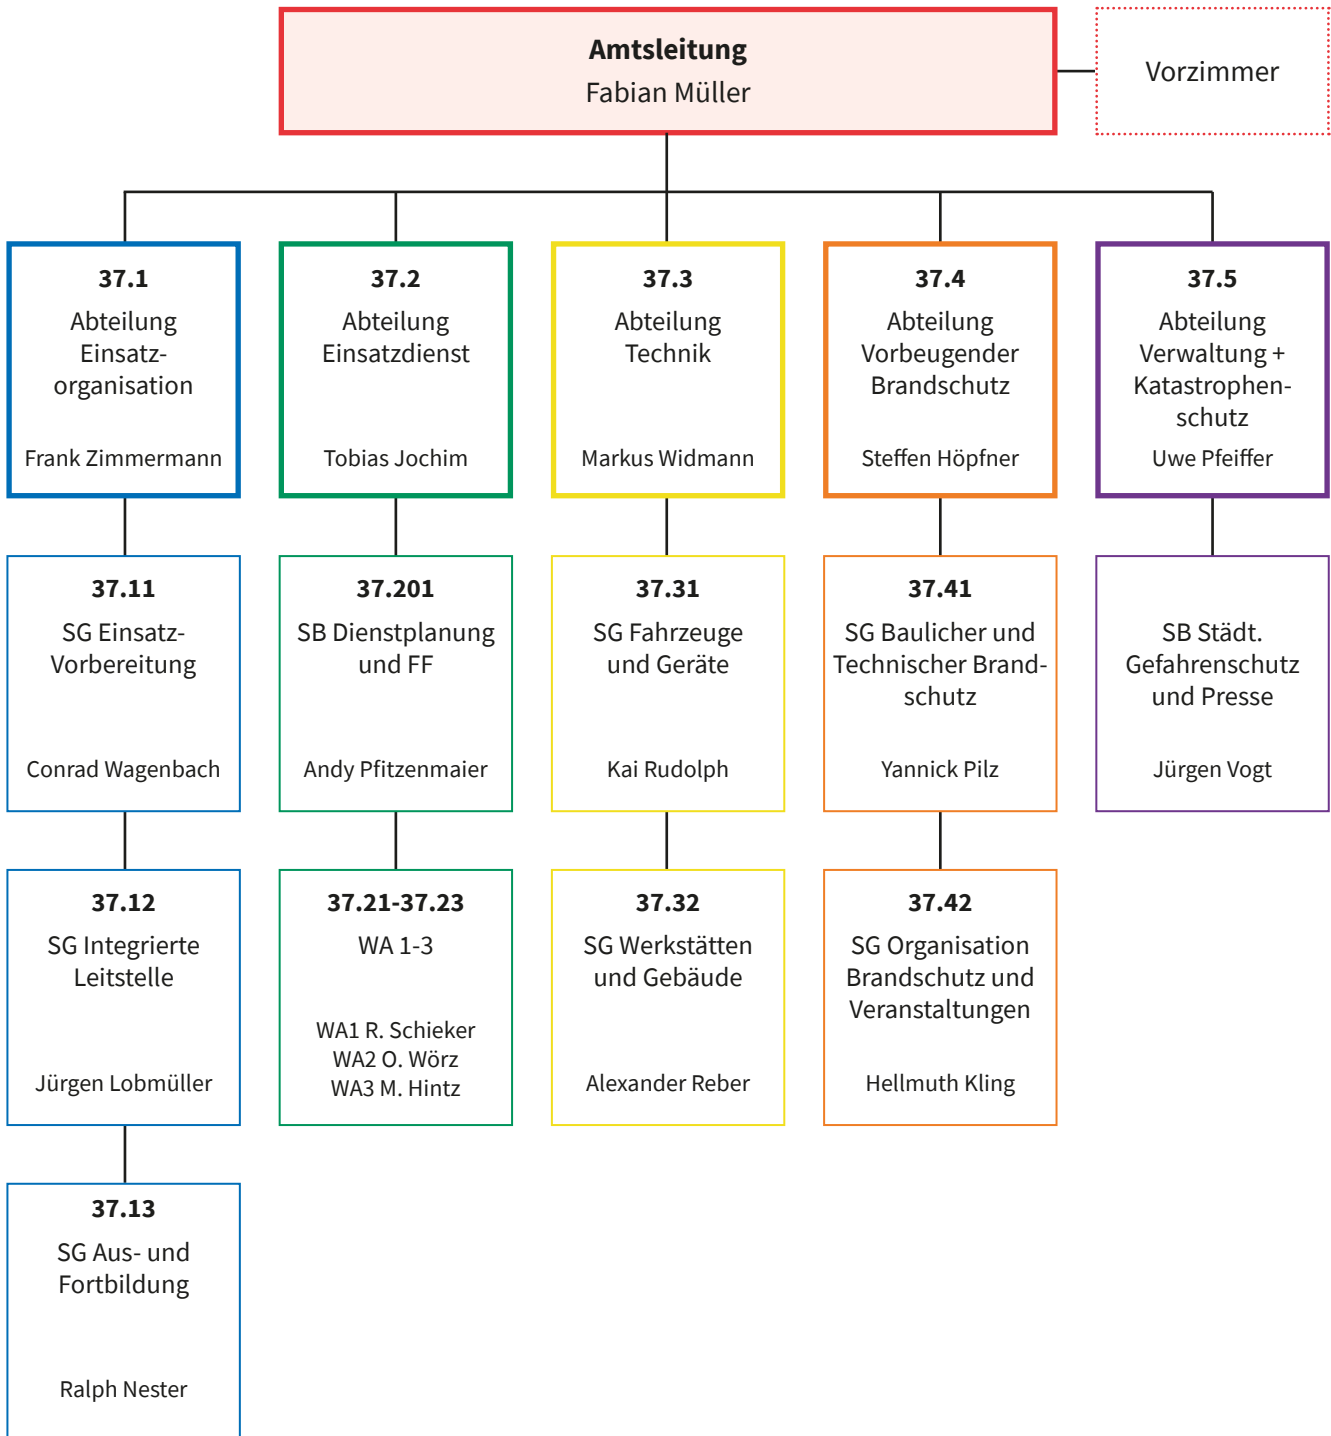 Amtsleitung
Fabian Müller
Vorzimmer
37.1
Abteilung
Einsatz-
organisation
Frank Zimmermann
37.2
Abteilung
Einsatzdienst
Tobias Jochim
37.3
Abteilung
Technik
Markus Widmann
37.4
Abteilung
Vorbeugender
Brandschutz
Steffen Höpfner
37.5
Abteilung
Verwaltung +
Katastrophen-
schutz
Uwe Pfeiffer
37.11
SG Einsatz-
Vorbereitung
Conrad Wagenbach
37.201
SB Dienstplanung
und FF
Andy Pfitzenmaier
37.31
SG Fahrzeuge
und Geräte
Kai Rudolph
37.41
SG Baulicher und
Technischer Brand-
schutz
Yannick Pilz
SB Städt.
Gefahrenschutz
und Presse
Jürgen Vogt
37.12
SG Integrierte
Leitstelle
Jürgen Lobmüller
37.21-37.23
WA 1-3
WA1 R. Schieker
WA2 O. Wörz
WA3 M. Hintz
37.32
SG Werkstätten
und Gebäude
Alexander Reber
37.42
SG Organisation
Brandschutz und
Veranstaltungen
Hellmuth Kling
37.13
SG Aus- und
Fortbildung
Ralph Nester